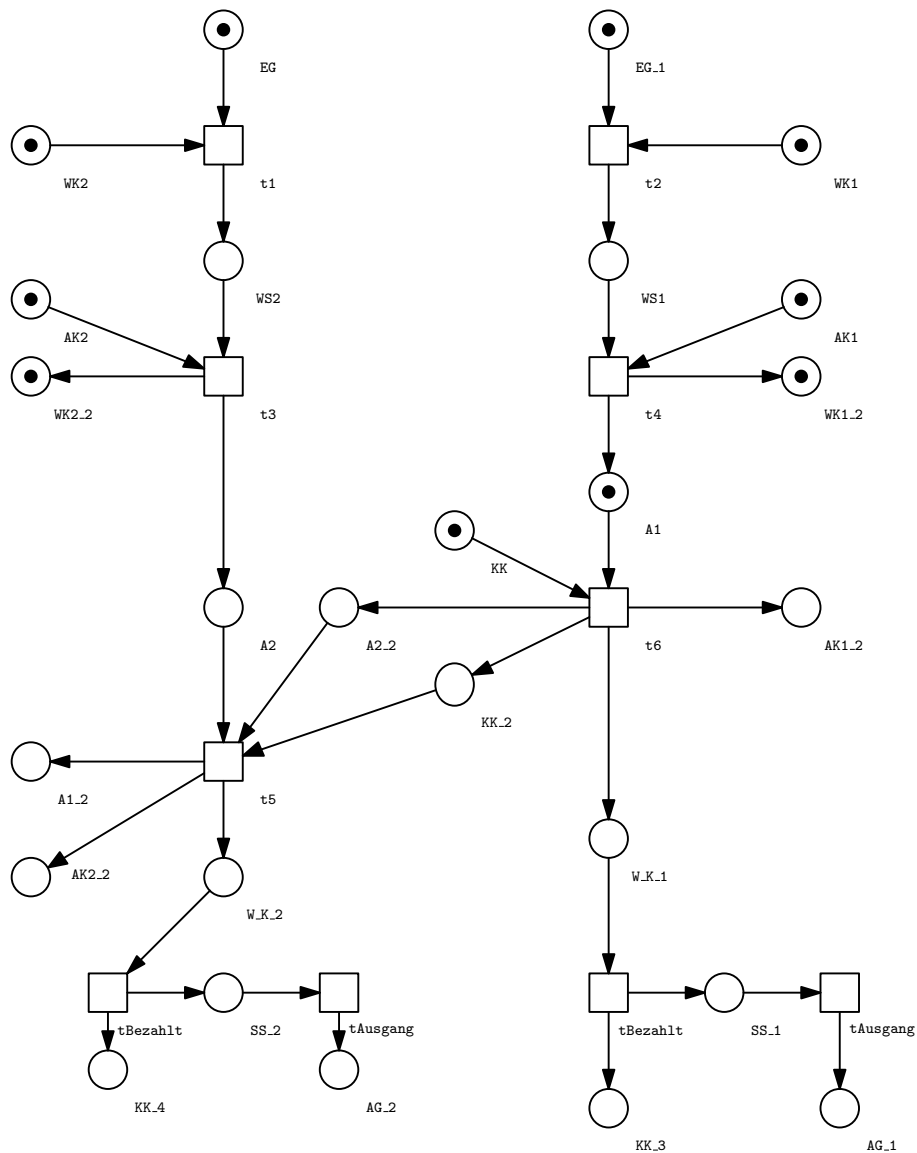 EG
EG_1
WK2
t1
t2
WK1
WS2
WS1
AK2
AK1
WK2_2
t3
t4
WK1_2
A1
KK
A2
A2_2
t6
AK1_2
KK_2
A1_2
t5
AK2_2
W_K_1
W_K_2
tBezahlt
SS_2
tAusgang
tBezahlt
SS_1
tAusgang
KK_4
AG_2
KK_3
AG_1